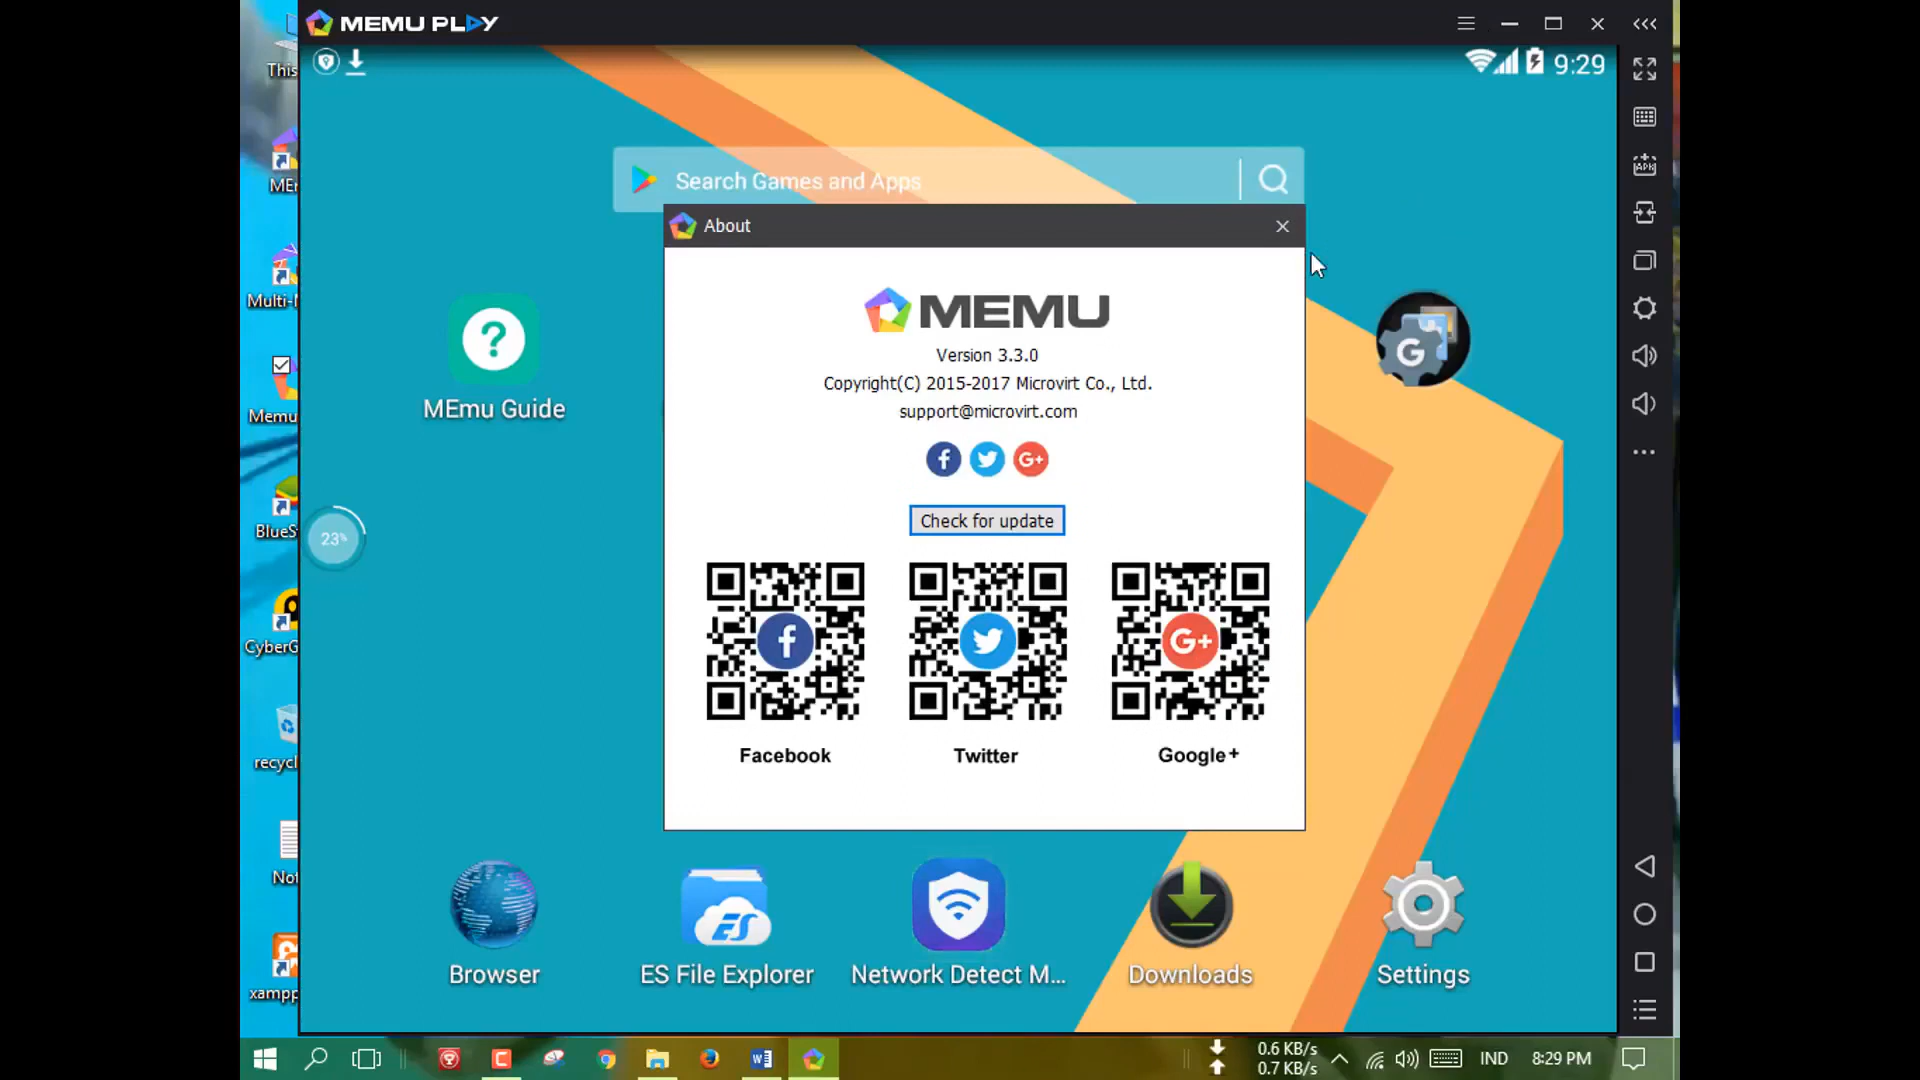 MEMU PLAY
This
9:29
Search Games and Apps
About
MEMU
Version 3.3.0
Copyright(C) 2015-2017 Microvirt Co., Ltd.
support@microvirt.com
Check for update
Facebook
Twitter
Google+
MEmu Guide
23%
Multi-
Memu
BlueS
CyberG
recycl
Not
xampp
Browser
ES File Explorer
Network Detect M...
Downloads
Settings
0.6 KB/s
0.7 KB/s
IND
8:29 PM